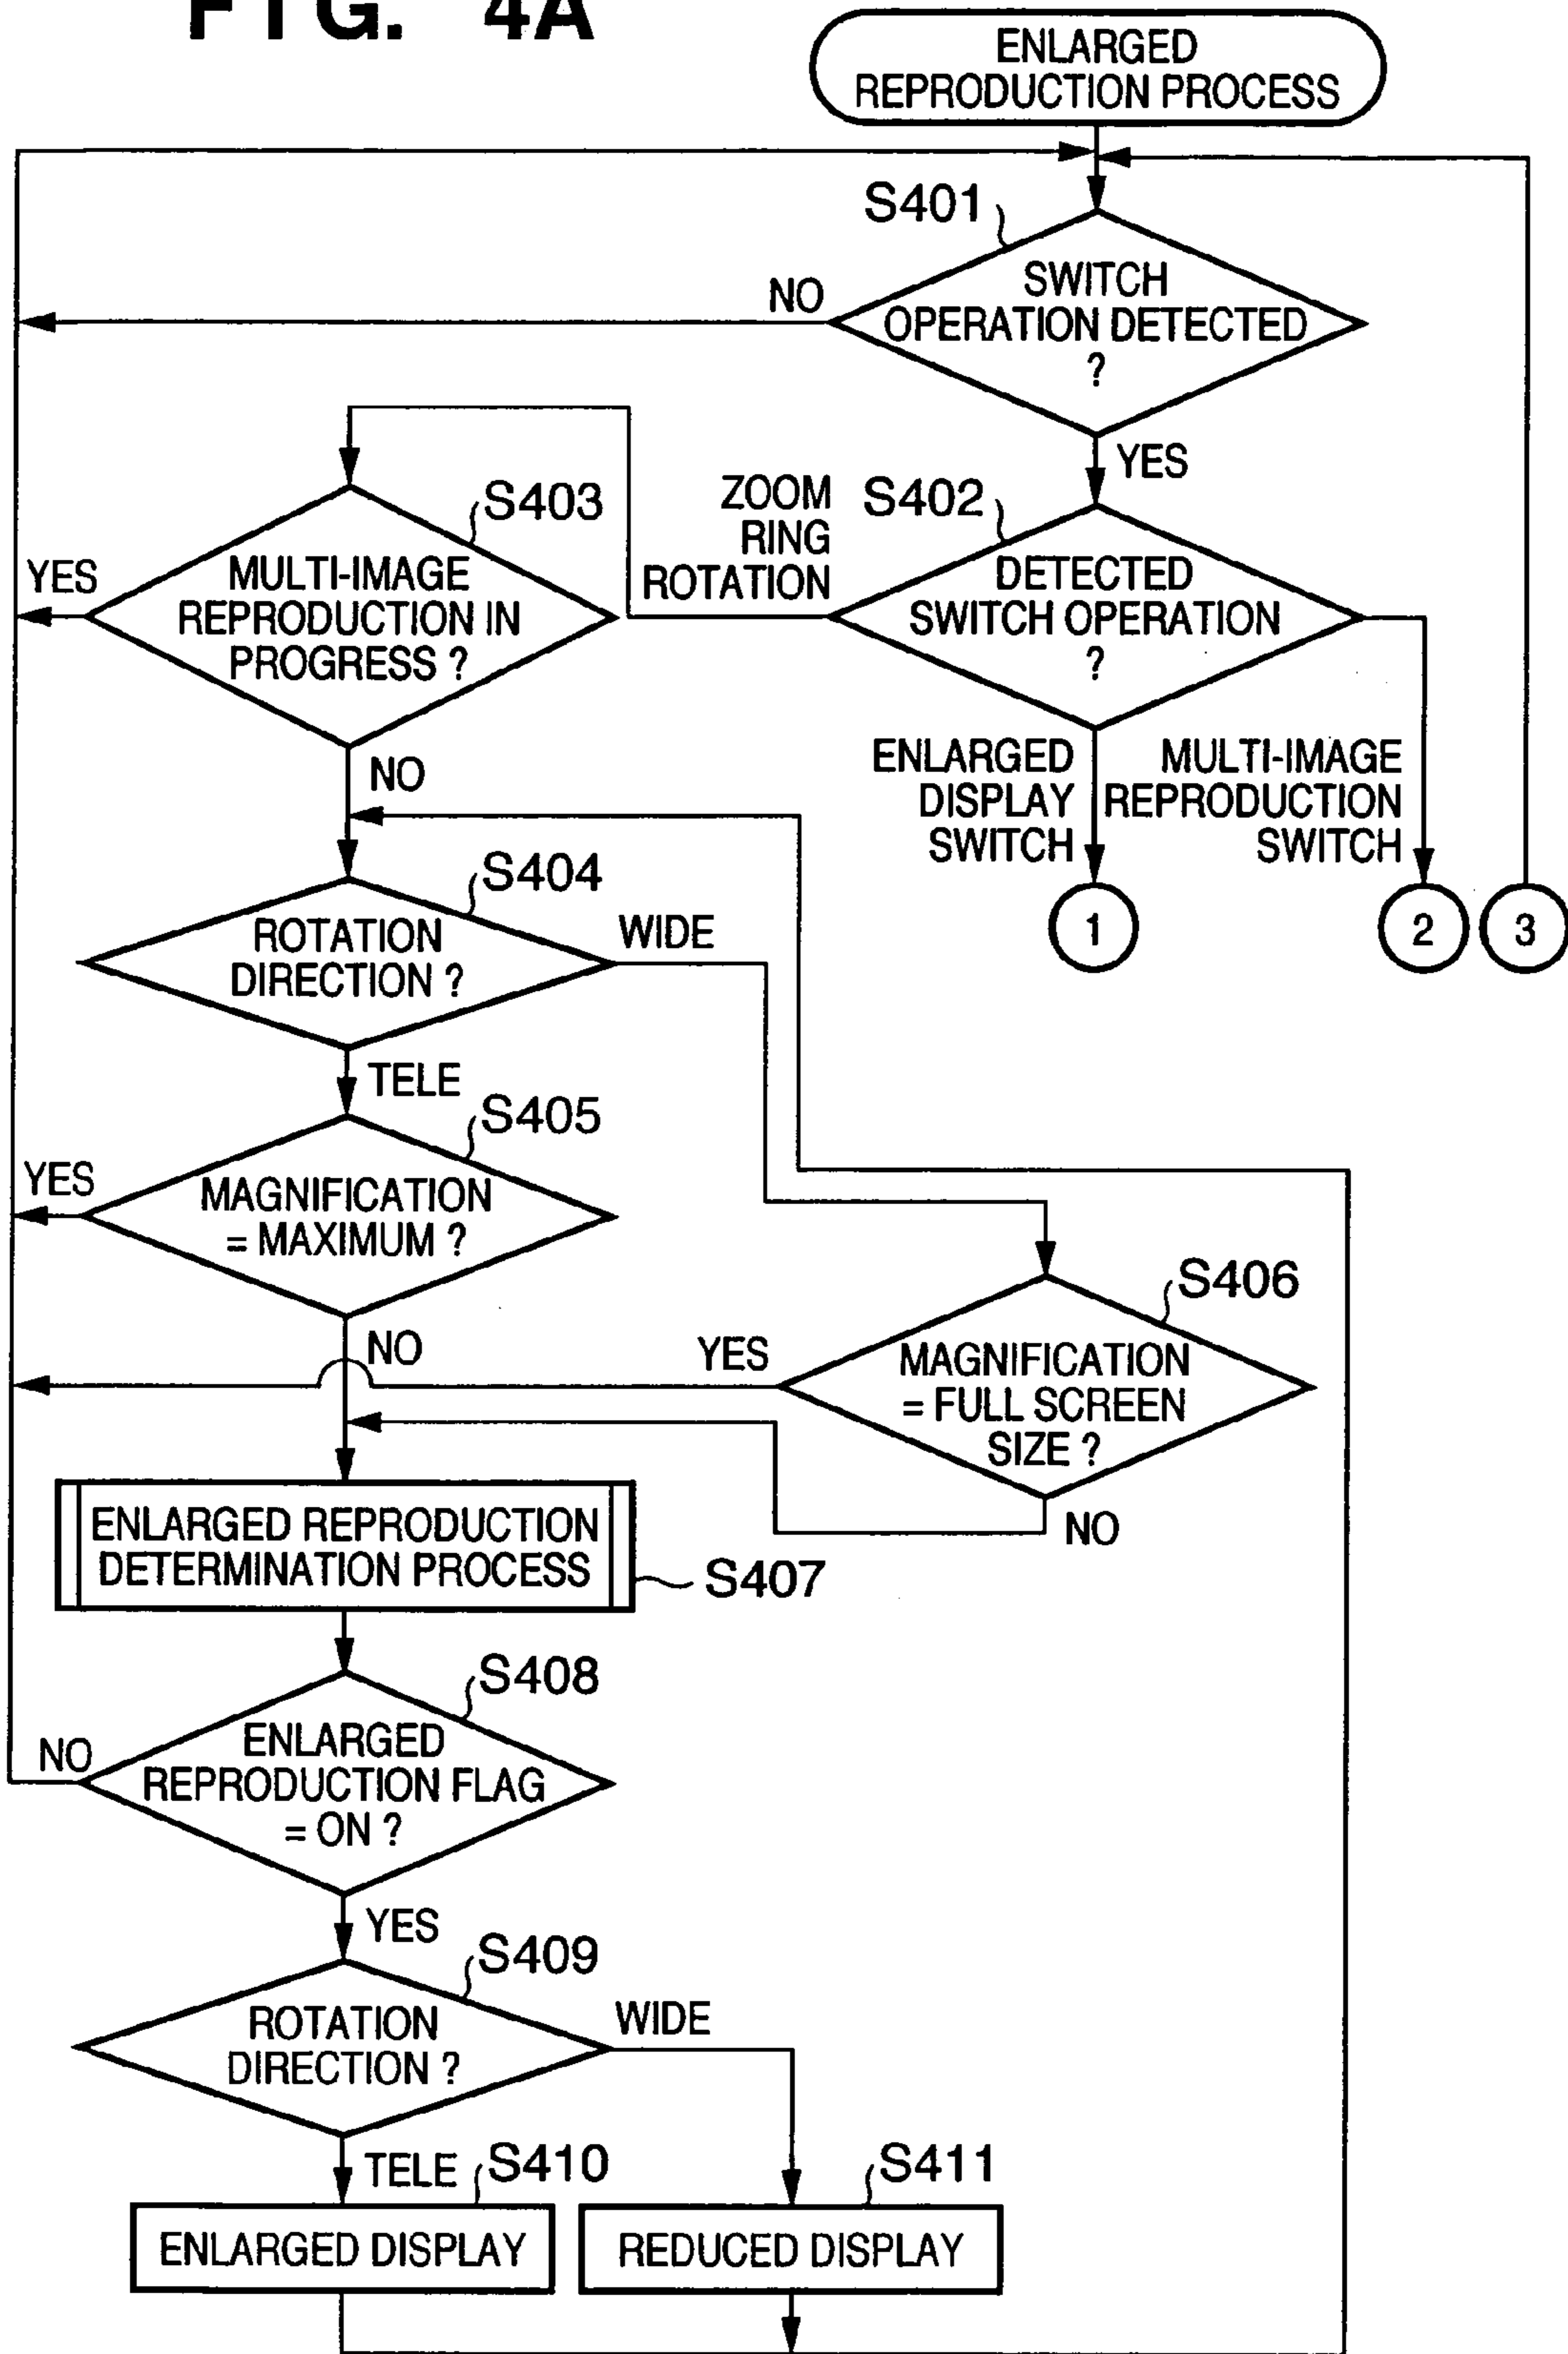 FIG. 4A
ENLARGED
REPRODUCTION PROCESS
S401
SWITCH
OPERATION DETECTED
?
NO
YES
S402
DETECTED
SWITCH OPERATION
?
ZOOM
RING
ROTATION
ENLARGED
DISPLAY
SWITCH
MULTI-IMAGE
REPRODUCTION
SWITCH
1
2
3
S403
MULTI-IMAGE
REPRODUCTION IN
PROGRESS ?
YES
NO
S404
ROTATION
DIRECTION ?
WIDE
TELE
S405
MAGNIFICATION
= MAXIMUM ?
YES
NO
S406
MAGNIFICATION
= FULL SCREEN
SIZE ?
YES
NO
ENLARGED REPRODUCTION
DETERMINATION PROCESS
S407
S408
ENLARGED
REPRODUCTION FLAG
= ON ?
NO
YES
S409
ROTATION
DIRECTION ?
WIDE
TELE
S410
ENLARGED DISPLAY
S411
REDUCED DISPLAY